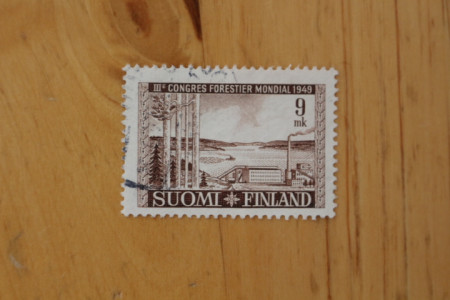 IIIᵉ CONGRES FORESTIER MONDIAL 1949
9
mk
SUOMI FINLAND